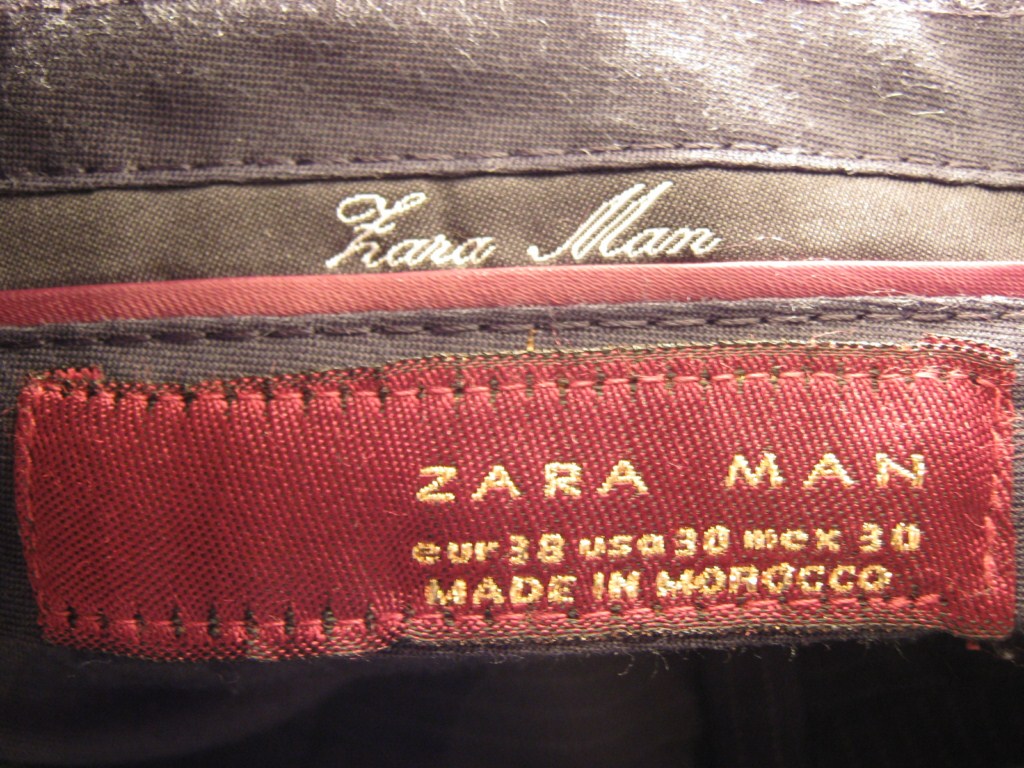 Zara Man
ZARA MAN
eur 38 usa 30 mex 30
MADE IN MOROCCO